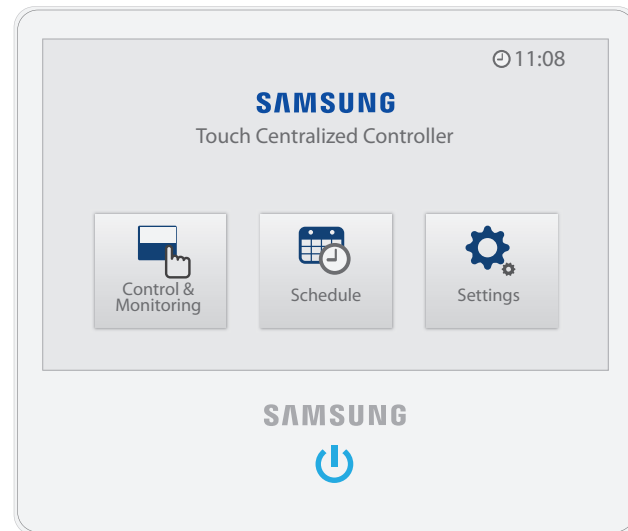 11:08
SAMSUNG
Touch Centralized Controller
Control &
Monitoring
Schedule
Settings
SAMSUNG